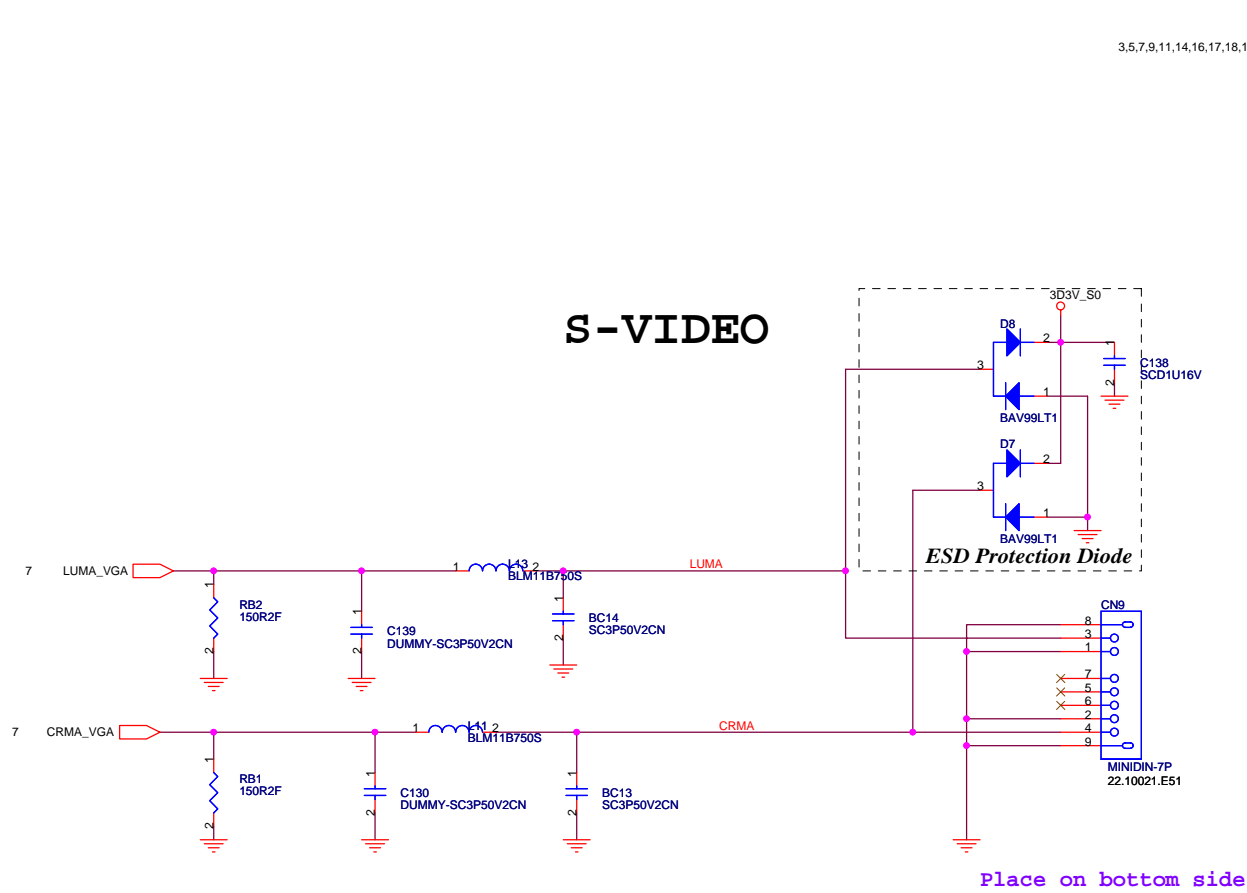 3,5,7,9,11,14,16,17,18,1
S-VIDEO
3D3V_S0
D8
2
1
3
C138
SCD1U16V
2
1
BAV99LT1
D7
2
3
1
BAV99LT1
ESD Protection Diode
7 LUMA_VGA
1 L13 2
BLM11B750S
LUMA
1
RB2
150R2F
2
1
C139
DUMMY-SC3P50V2CN
2
1
BC14
SC3P50V2CN
2
CN9
8
3
1
7
5
6
2
4
9
MINIDIN-7P
22.10021.E51
7 CRMA_VGA
1 L11 2
BLM11B750S
CRMA
1
RB1
150R2F
2
1
C130
DUMMY-SC3P50V2CN
2
1
BC13
SC3P50V2CN
2
Place on bottom side